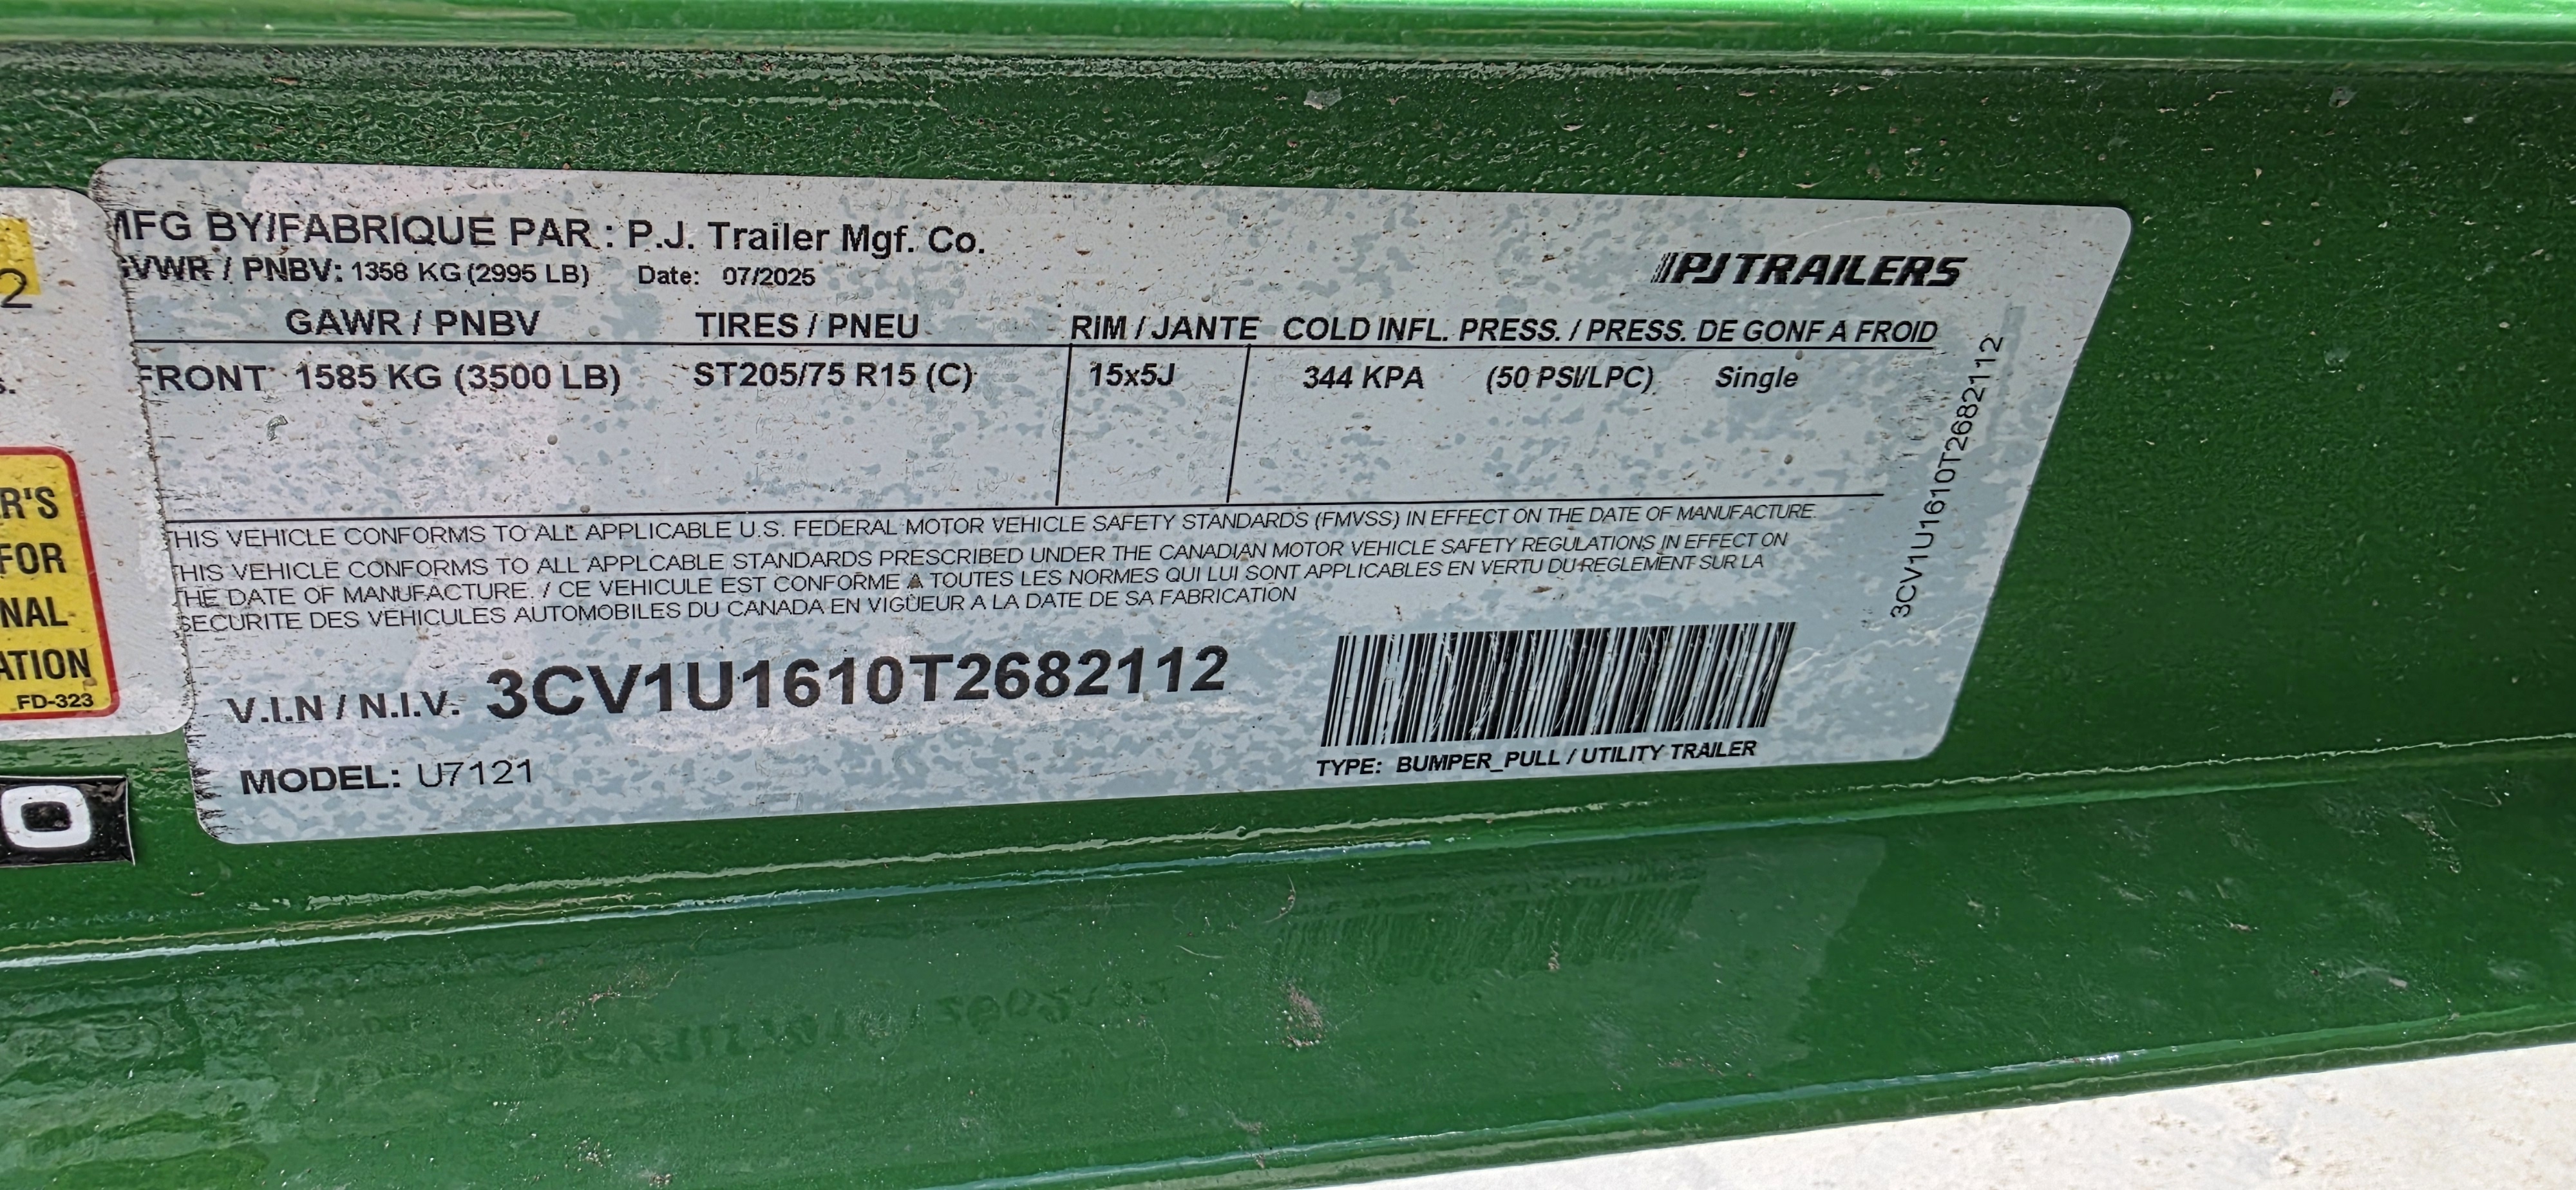 MFG BY/FABRIQUE PAR : P.J. Trailer Mgf. Co.
GVWR / PNBV: 1358 KG (2995 LB) Date: 07/2025
PJTRAILERS
GAWR / PNBV TIRES / PNEU RIM / JANTE COLD INFL. PRESS. / PRESS. DE GONF A FROID
FRONT 1585 KG (3500 LB) ST205/75 R15 (C) 15x5J 344 KPA (50 PSI/LPC) Single
3CV1U1610T2682112
THIS VEHICLE CONFORMS TO ALL APPLICABLE U.S. FEDERAL MOTOR VEHICLE SAFETY STANDARDS (FMVSS) IN EFFECT ON THE DATE OF MANUFACTURE.
THIS VEHICLE CONFORMS TO ALL APPLCABLE STANDARDS PRESCRIBED UNDER THE CANADIAN MOTOR VEHICLE SAFETY REGULATIONS IN EFFECT ON
THE DATE OF MANUFACTURE. / CE VEHICULE EST CONFORME A TOUTES LES NORMES QUI LUI SONT APPLICABLES EN VERTU DU REGLEMENT SUR LA
SECURITE DES VEHICULES AUTOMOBILES DU CANADA EN VIGUEUR A LA DATE DE SA FABRICATION
V.I.N / N.I.V. 3CV1U1610T2682112
MODEL: U7121
TYPE: BUMPER_PULL / UTILITY TRAILER
2
S.
R'S
FOR
NAL
ATION
FD-323
O